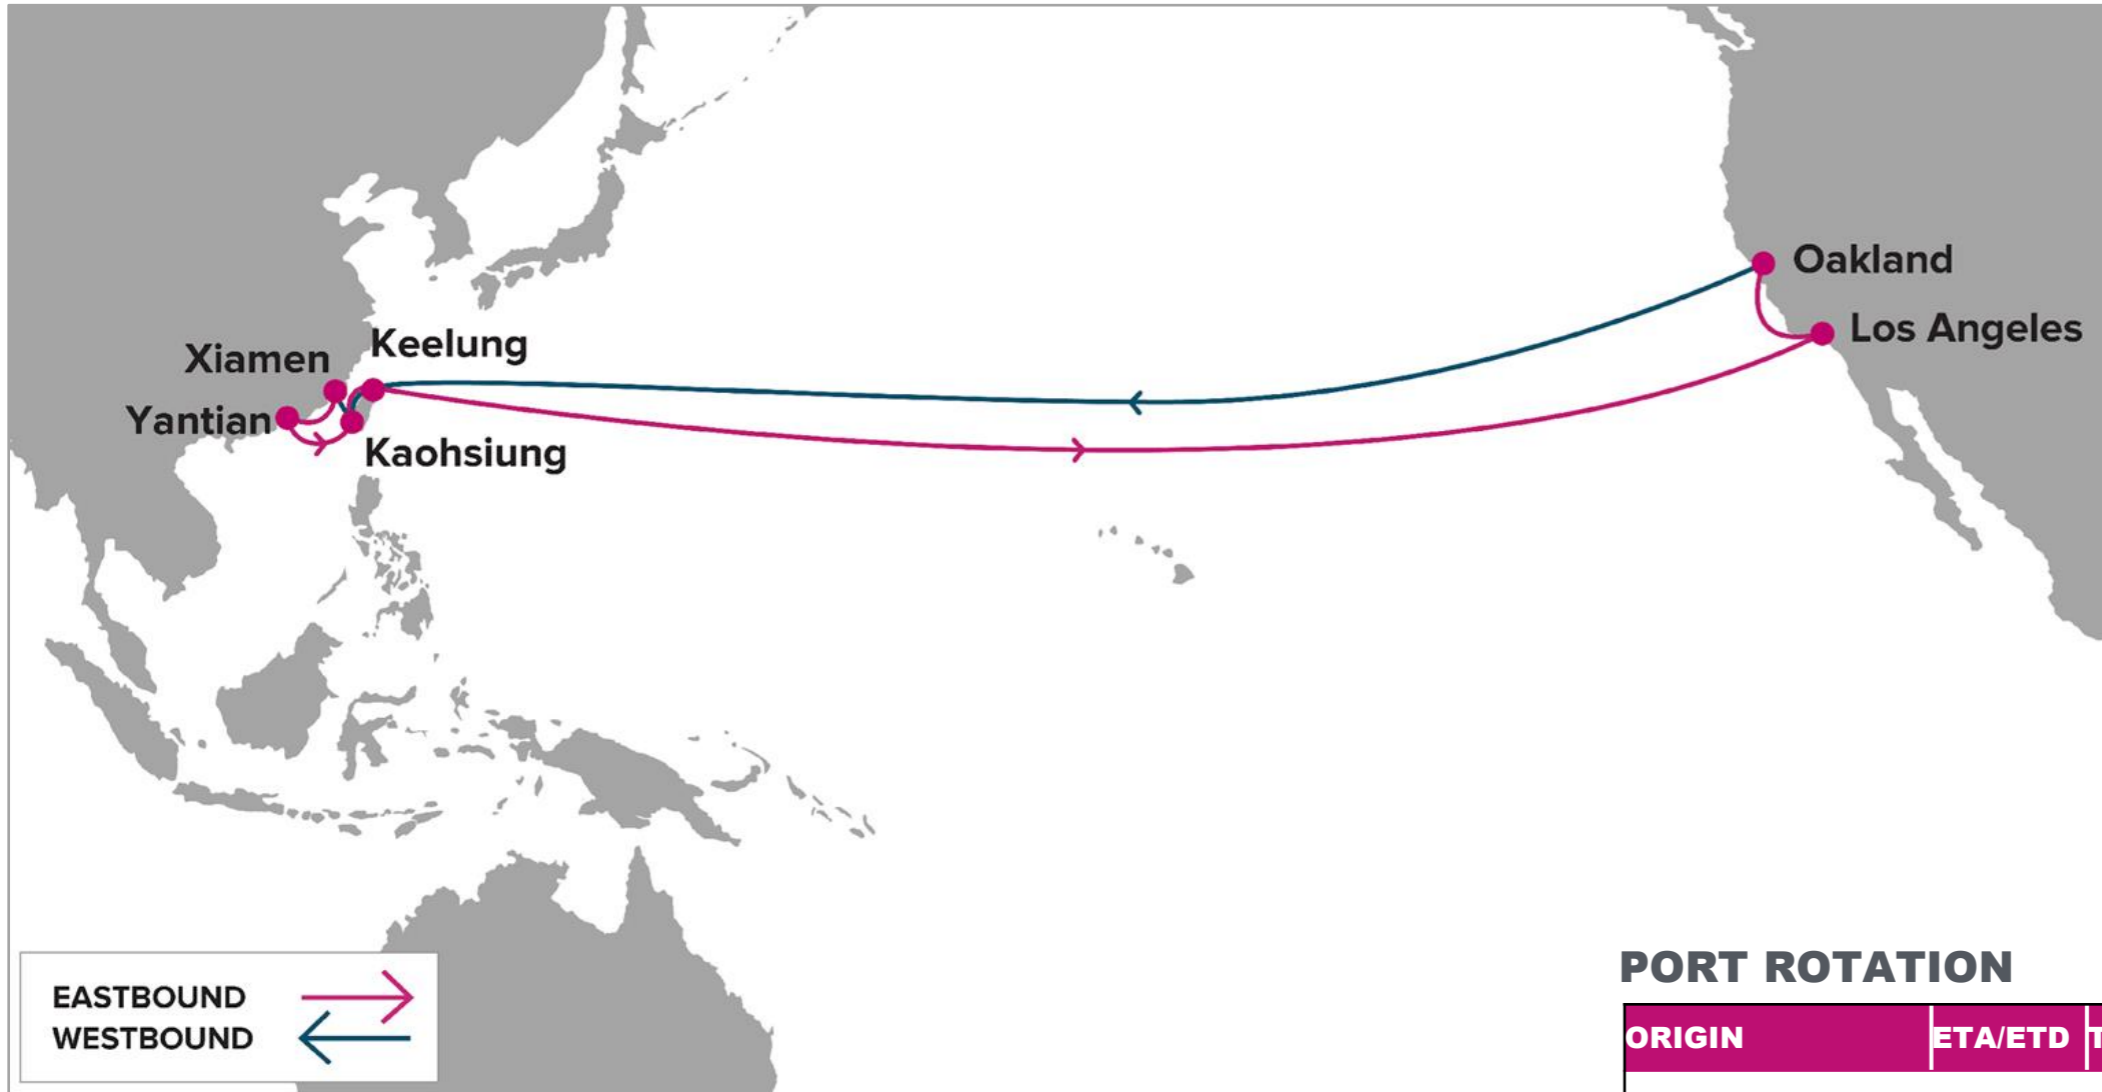 Oakland
Los Angeles
Keelung
Xiamen
Yantian
Kaohsiung
EASTBOUND
WESTBOUND
PORT ROTATION
ORIGIN ETA/ETD